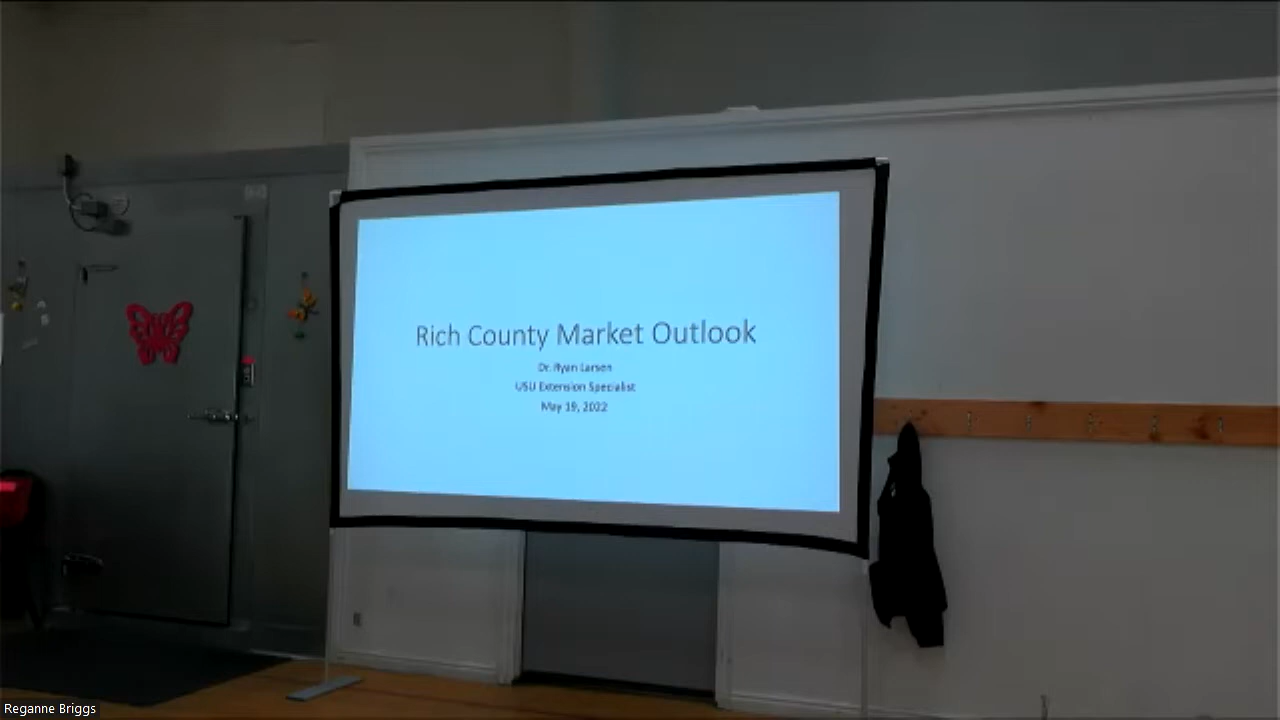 Rich County Market Outlook
Dr. Ryan Larsen
USU Extension Specialist
May 19, 2022
Reganne Briggs